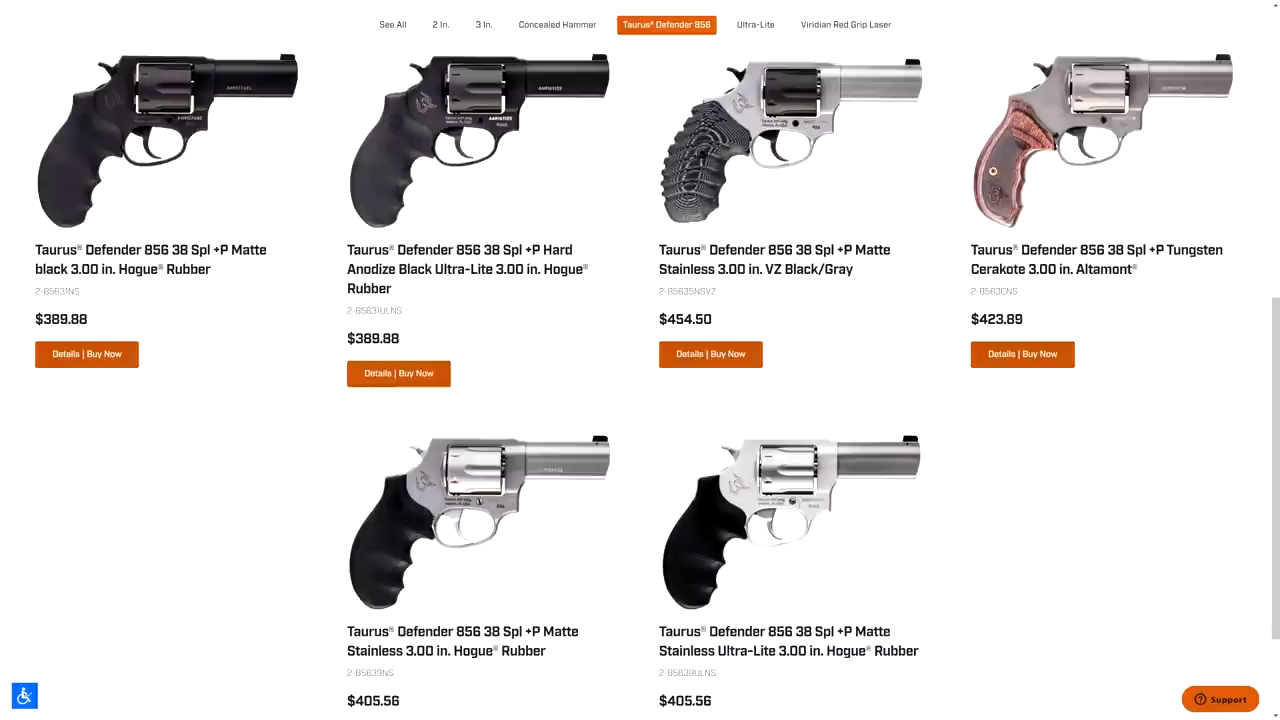 See All 2 In. 3 In. Concealed Hammer Taurus® Defender 856 Ultra-Lite Viridian Red Grip Laser
Taurus® Defender 856 38 Spl +P Matte
black 3.00 in. Hogue® Rubber
2-85631NS
$389.88
Details | Buy Now
Taurus® Defender 856 38 Spl +P Hard
Anodize Black Ultra-Lite 3.00 in. Hogue®
Rubber
2-85631ULNS
$389.88
Details | Buy Now
Taurus® Defender 856 38 Spl +P Matte
Stainless 3.00 in. VZ Black/Gray
2-85635NSVZ
$454.50
Details | Buy Now
Taurus® Defender 856 38 Spl +P Tungsten
Cerakote 3.00 in. Altamont®
2-8563CNS
$423.89
Details | Buy Now
Taurus® Defender 856 38 Spl +P Matte
Stainless 3.00 in. Hogue® Rubber
2-85639NS
$405.56
Taurus® Defender 856 38 Spl +P Matte
Stainless Ultra-Lite 3.00 in. Hogue® Rubber
2-85639ULNS
$405.56
Support